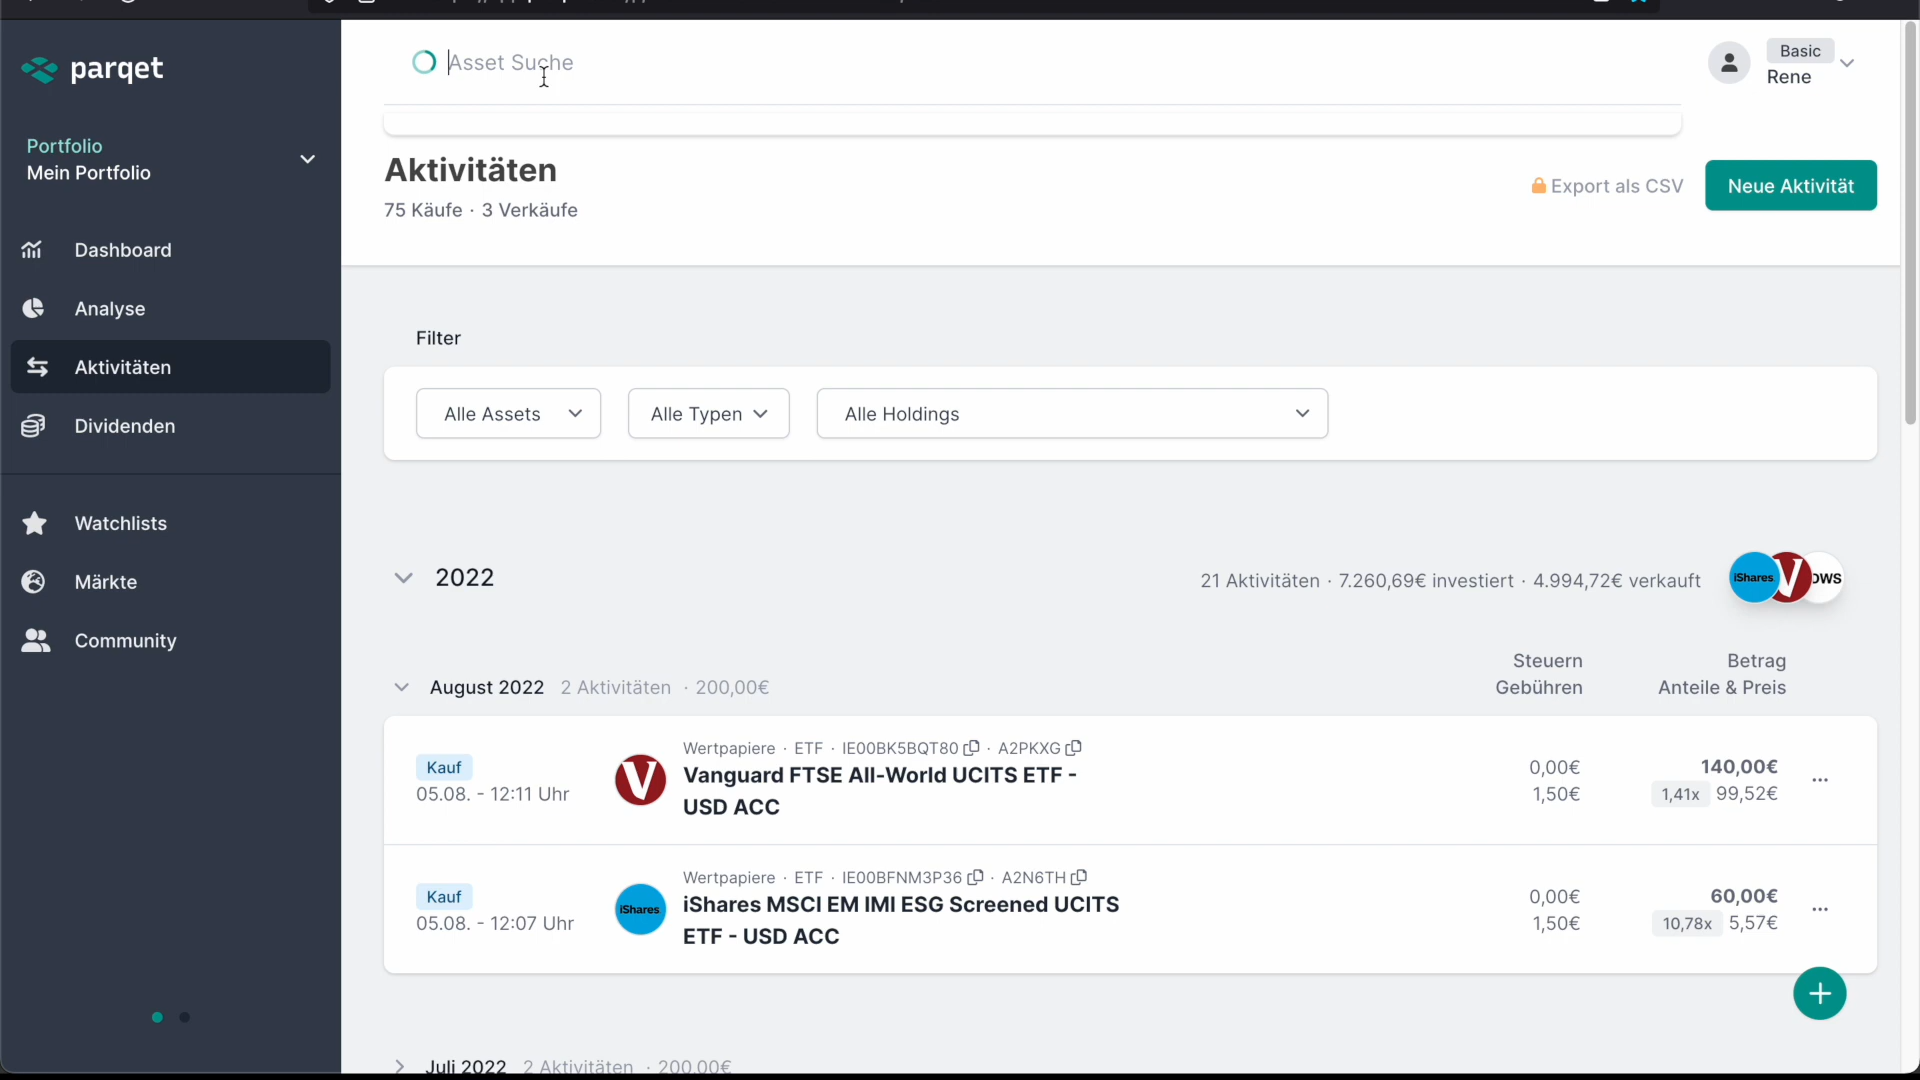 parqet
Asset Suche
Basic
Rene
Portfolio
Mein Portfolio
Aktivitäten
75 Käufe · 3 Verkäufe
Export als CSV
Neue Aktivität
Dashboard
Analyse
Aktivitäten
Dividenden
Watchlists
Märkte
Community
Filter
Alle Assets
Alle Typen
Alle Holdings
2022
21 Aktivitäten · 7.260,69€ investiert · 4.994,72€ verkauft
iShares
V
DWS
Steuern
Gebühren
Betrag
Anteile & Preis
August 2022 2 Aktivitäten · 200,00€
Kauf
05.08. - 12:11 Uhr
V
Wertpapiere · ETF · IE00BK5BQT80 · A2PKXG
Vanguard FTSE All-World UCITS ETF -
USD ACC
0,00€
1,50€
140,00€
1,41x 99,52€
Kauf
05.08. - 12:07 Uhr
iShares
Wertpapiere · ETF · IE00BFNM3P36 · A2N6TH
iShares MSCI EM IMI ESG Screened UCITS
ETF - USD ACC
0,00€
1,50€
60,00€
10,78x 5,57€
Juli 2022 2 Aktivitäten · 200,00€